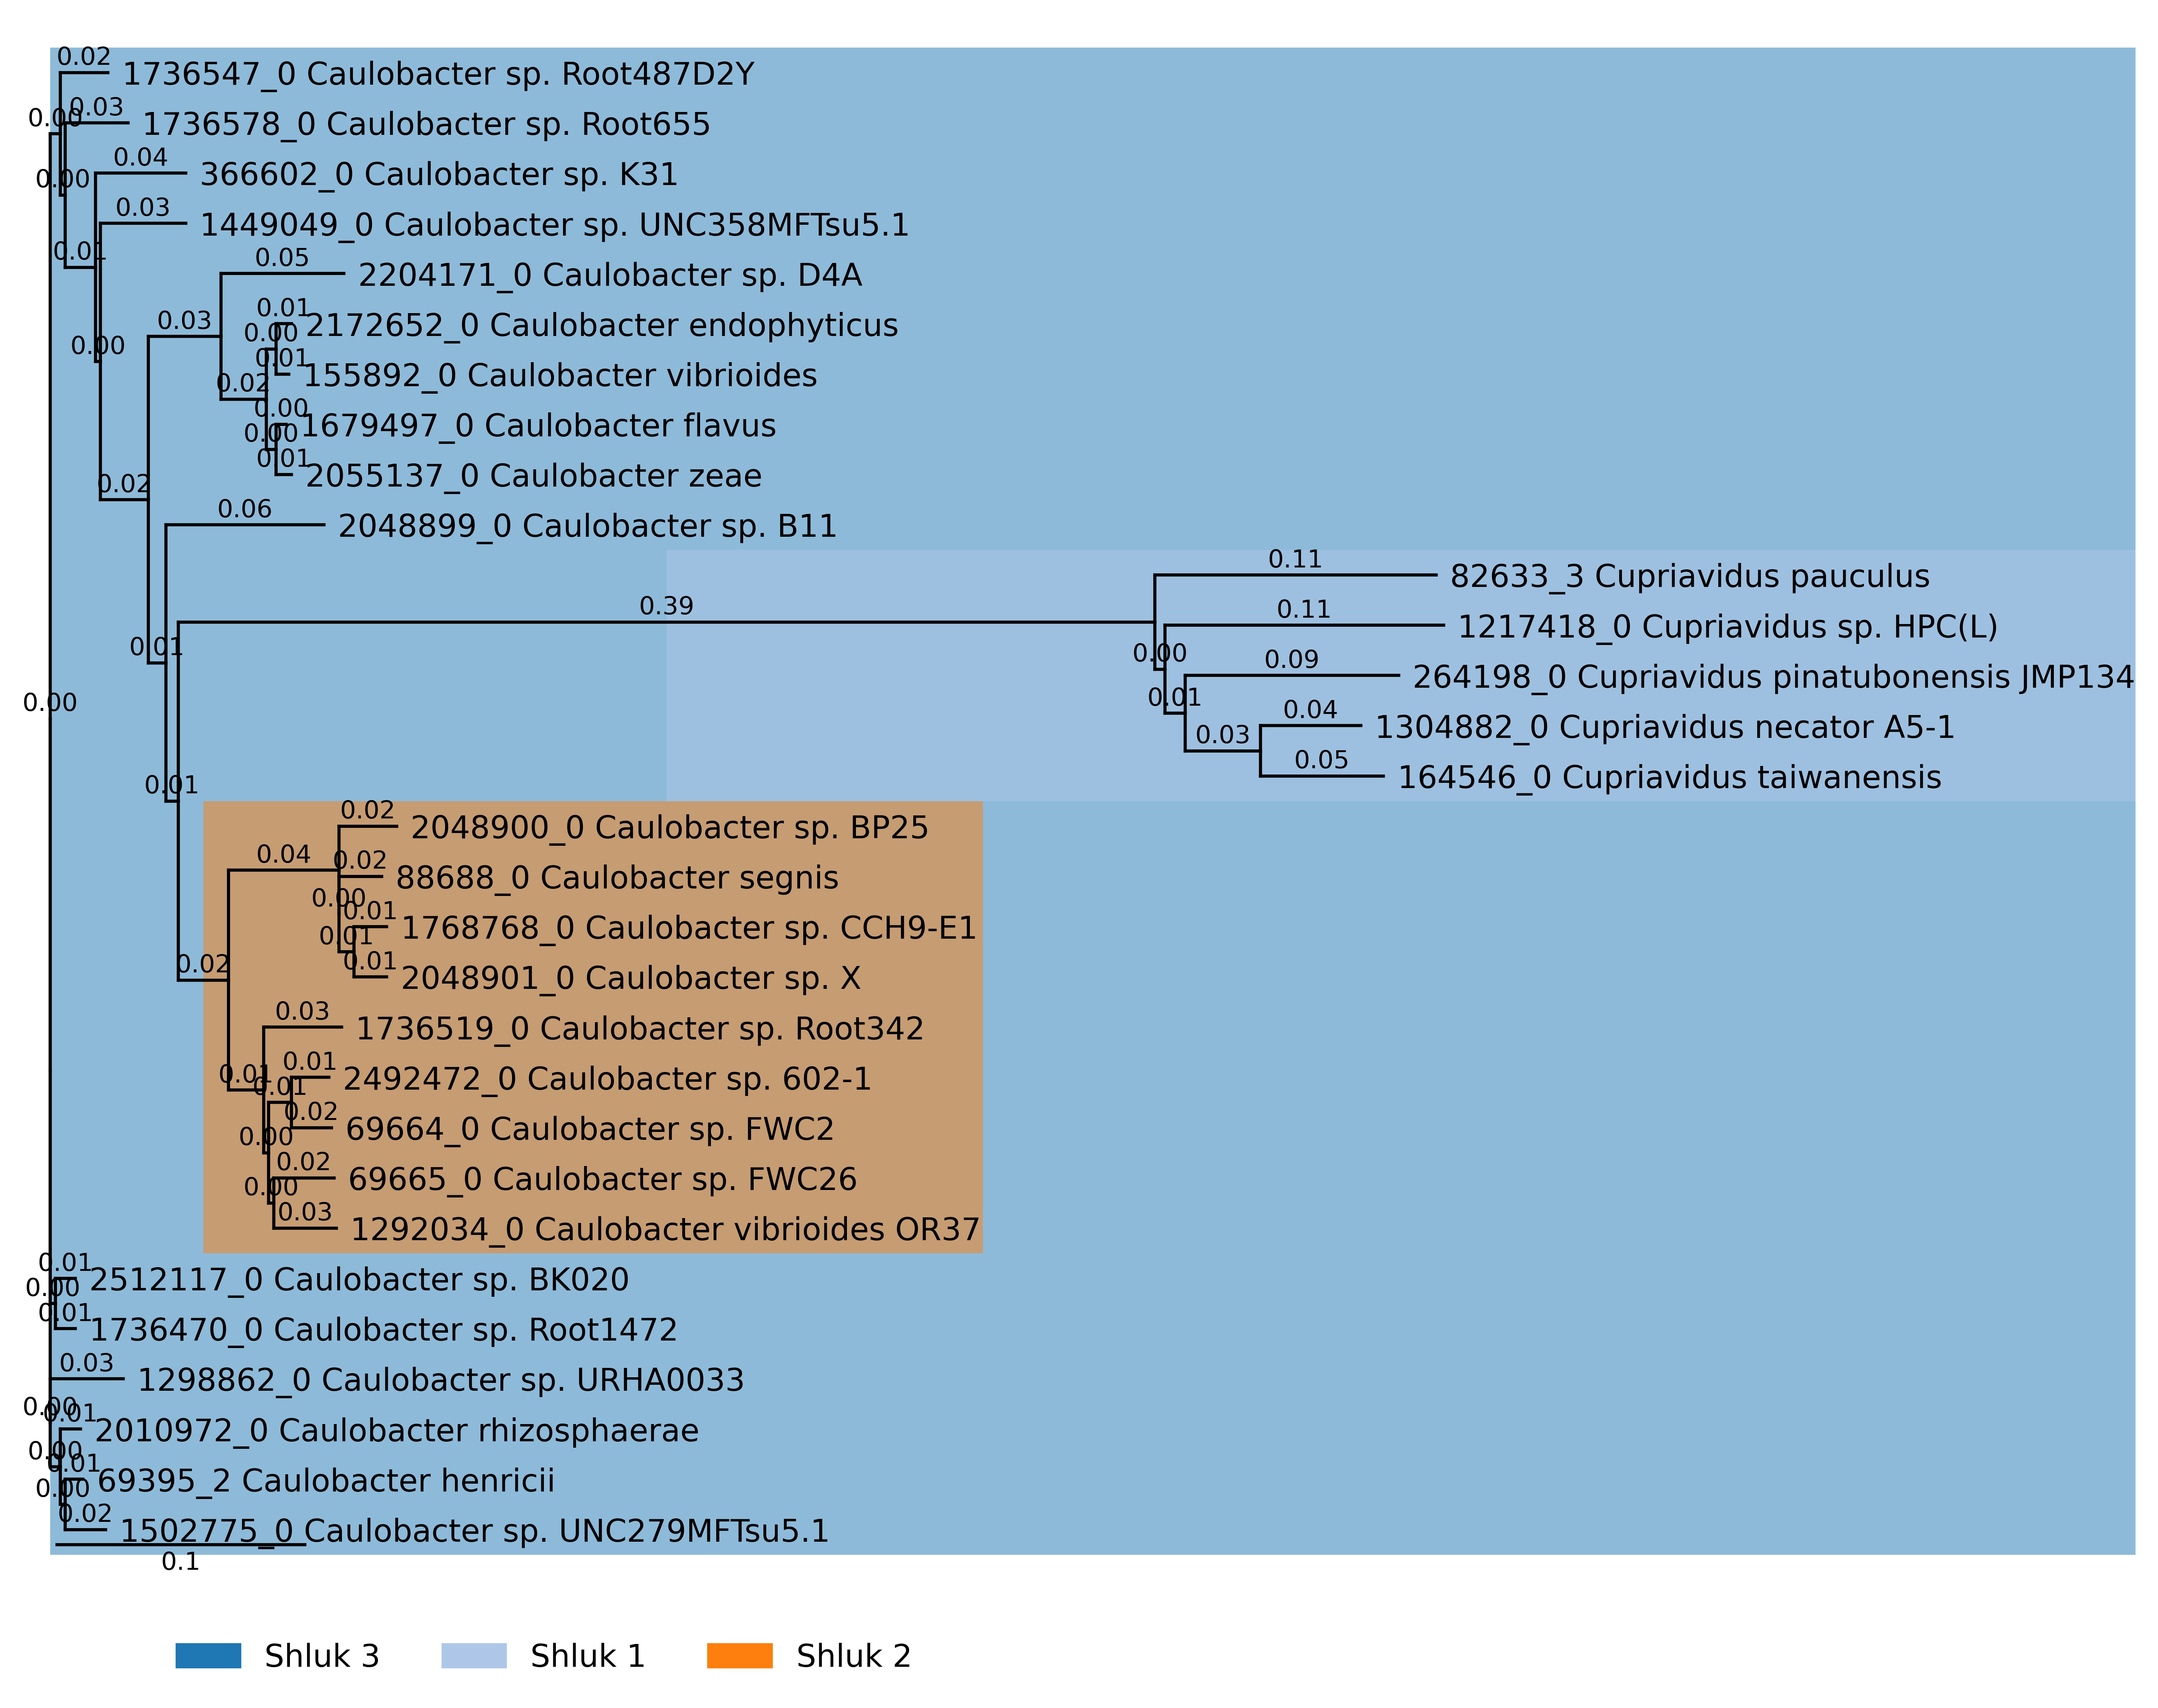 0.02
1736547_0 Caulobacter sp. Root487D2Y
0.00
0.03
1736578_0 Caulobacter sp. Root655
0.04
0.00
366602_0 Caulobacter sp. K31
0.03
1449049_0 Caulobacter sp. UNC358MFTsu5.1
0.01
0.05
2204171_0 Caulobacter sp. D4A
0.01
0.03
2172652_0 Caulobacter endophyticus
0.00
0.00
0.01
155892_0 Caulobacter vibrioides
0.02
0.00
1679497_0 Caulobacter flavus
0.00
0.01
2055137_0 Caulobacter zeae
0.02
0.06
2048899_0 Caulobacter sp. B11
0.11
82633_3 Cupriavidus pauculus
0.39
0.11
1217418_0 Cupriavidus sp. HPC(L)
0.01
0.00
0.09
264198_0 Cupriavidus pinatubonensis JMP134
0.00
0.01
0.04
1304882_0 Cupriavidus necator A5-1
0.03
0.05
164546_0 Cupriavidus taiwanensis
0.01
0.02
2048900_0 Caulobacter sp. BP25
0.04
0.02
88688_0 Caulobacter segnis
0.00
0.01
1768768_0 Caulobacter sp. CCH9-E1
0.01
0.02
0.01
2048901_0 Caulobacter sp. X
0.03
1736519_0 Caulobacter sp. Root342
0.01
0.01
2492472_0 Caulobacter sp. 602-1
0.01
0.02
69664_0 Caulobacter sp. FWC2
0.00
0.02
69665_0 Caulobacter sp. FWC26
0.00
0.03
1292034_0 Caulobacter vibrioides OR37
0.01
2512117_0 Caulobacter sp. BK020
0.00
0.01
1736470_0 Caulobacter sp. Root1472
0.03
1298862_0 Caulobacter sp. URHA0033
0.00
0.01
2010972_0 Caulobacter rhizosphaerae
0.00
0.01
69395_2 Caulobacter henricii
0.00
0.02
1502775_0 Caulobacter sp. UNC279MFTsu5.1
0.1
Shluk 3
Shluk 1
Shluk 2